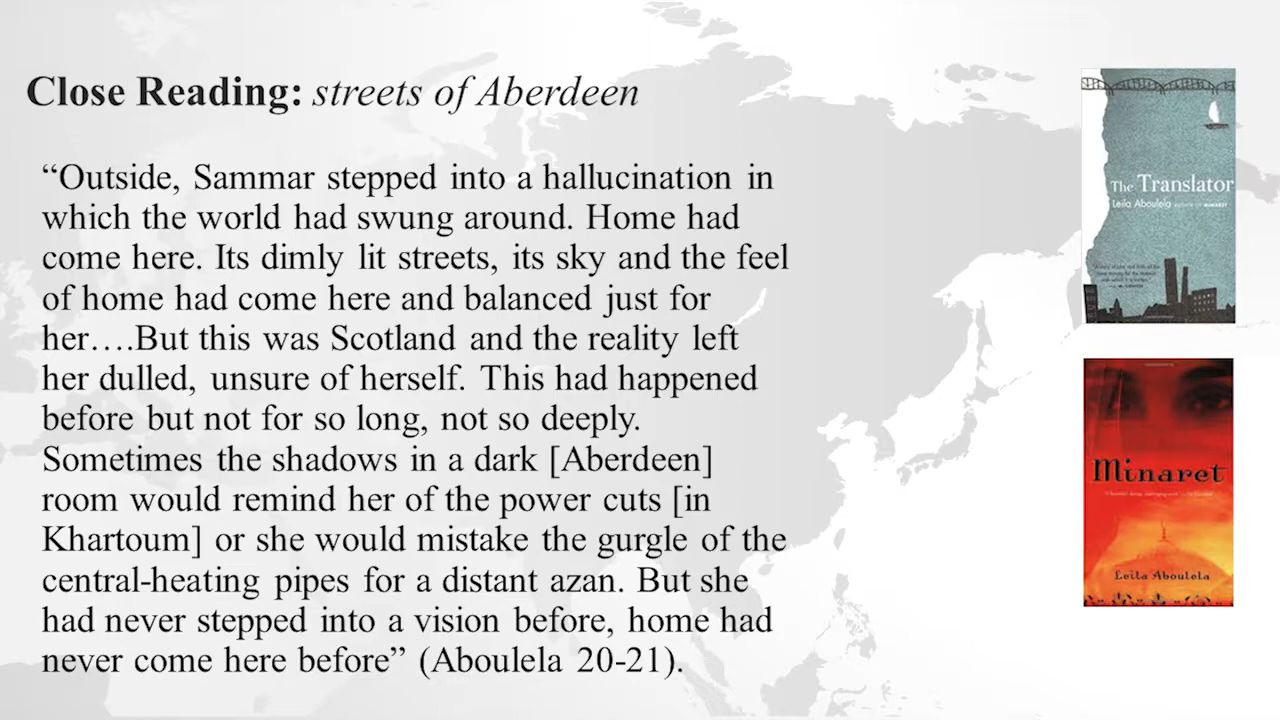 Close Reading: streets of Aberdeen
“Outside, Sammar stepped into a hallucination in
which the world had swung around. Home had
come here. Its dimly lit streets, its sky and the feel
of home had come here and balanced just for
her….But this was Scotland and the reality left
her dulled, unsure of herself. This had happened
before but not for so long, not so deeply.
Sometimes the shadows in a dark [Aberdeen]
room would remind her of the power cuts [in
Khartoum] or she would mistake the gurgle of the
central-heating pipes for a distant azan. But she
had never stepped into a vision before, home had
never come here before” (Aboulela 20-21).
The Translator
Leila Aboulela
Minaret
Leila Aboulela